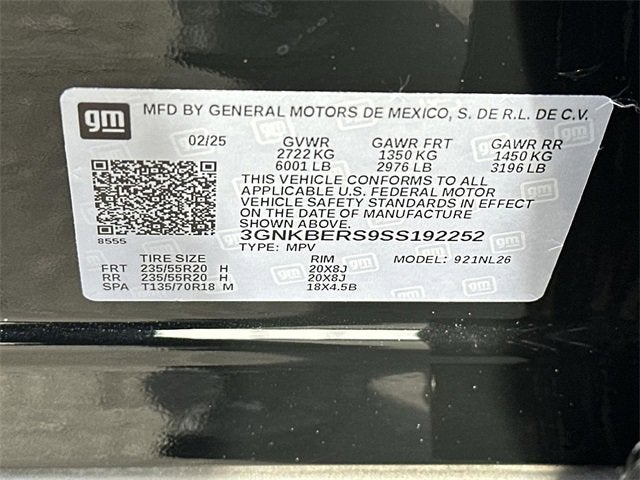 gm MFD BY GENERAL MOTORS DE MEXICO, S. DE R.L. DE C.V.
02/25 GVWR GAWR FRT GAWR RR
2722 KG 1350 KG 1450 KG
6001 LB 2976 LB 3196 LB
THIS VEHICLE CONFORMS TO ALL
APPLICABLE U.S. FEDERAL MOTOR
VEHICLE SAFETY STANDARDS IN EFFECT
ON THE DATE OF MANUFACTURE
SHOWN ABOVE.
3GNKBERS9SS192252
8555 TYPE: MPV
TIRE SIZE RIM MODEL: 921NL26
FRT 235/55R20 H 20X8J
RR 235/55R20 H 20X8J
SPA T135/70R18 M 18X4.5B